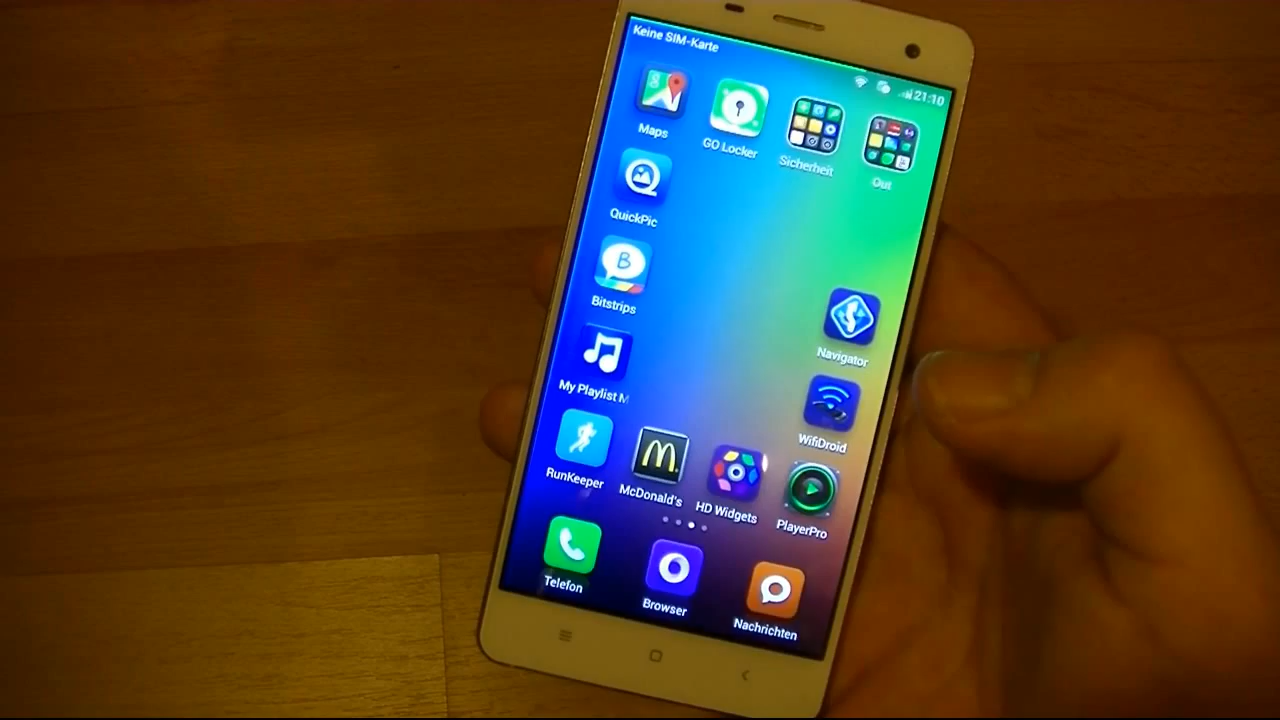 Keine SIM-Karte
21:10
Maps
GO Locker
Sicherheit
Out
QuickPic
B
Bitstrips
Navigator
My Playlist M
WifiDroid
RunKeeper
McDonald's
HD Widgets
PlayerPro
Telefon
Browser
Nachrichten